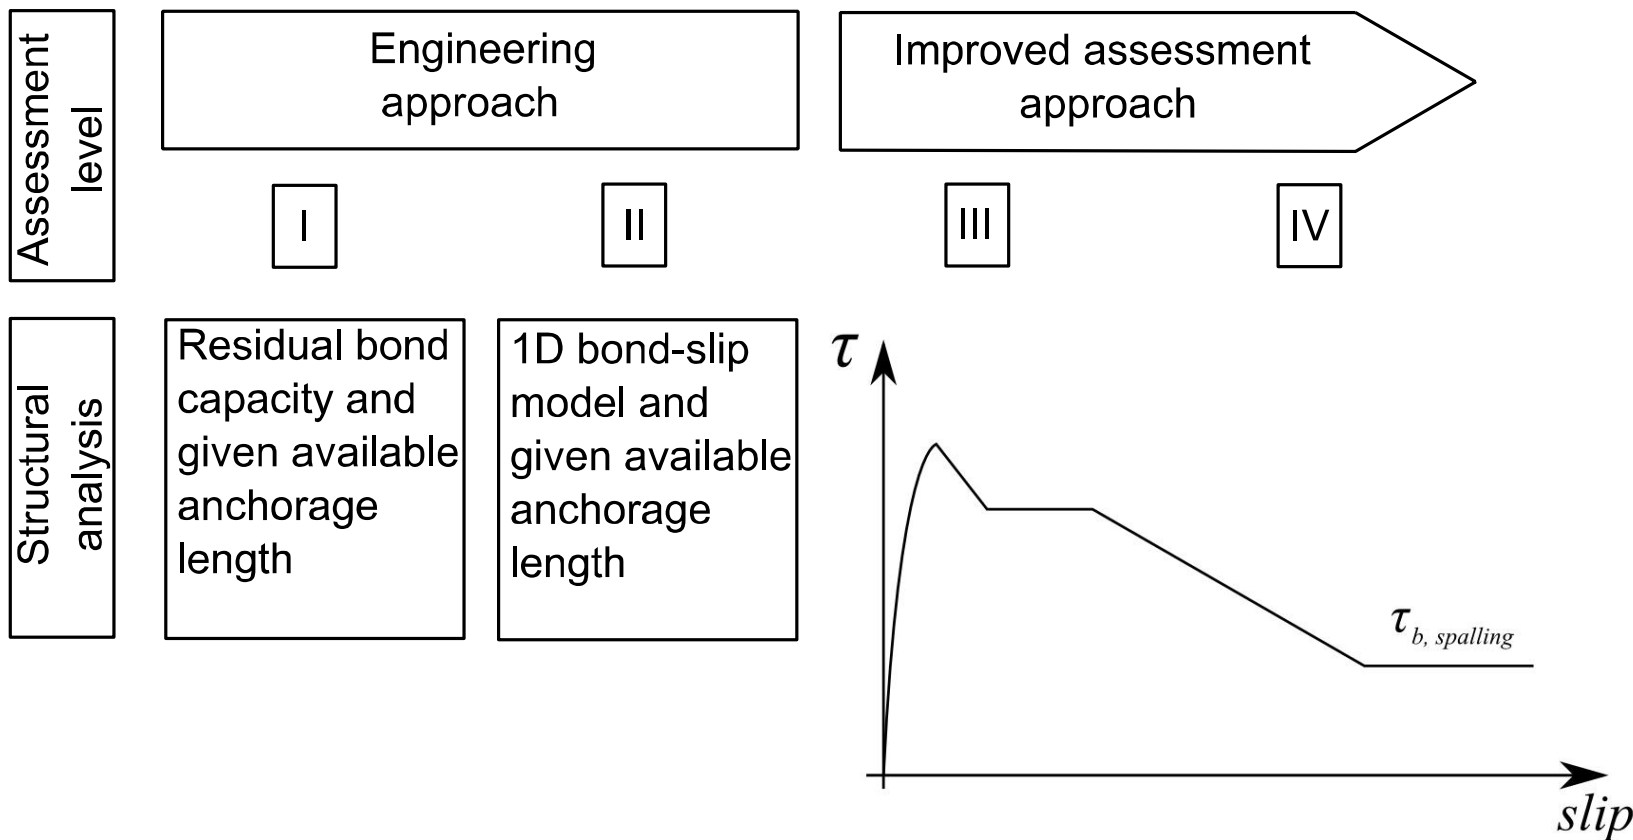 Assessment
level
Engineering
approach
Improved assessment
approach
I
II
III
IV
Structural
analysis
Residual bond
capacity and
given available
anchorage
length
1D bond-slip
model and
given available
anchorage
length
τ
τb, spalling
slip